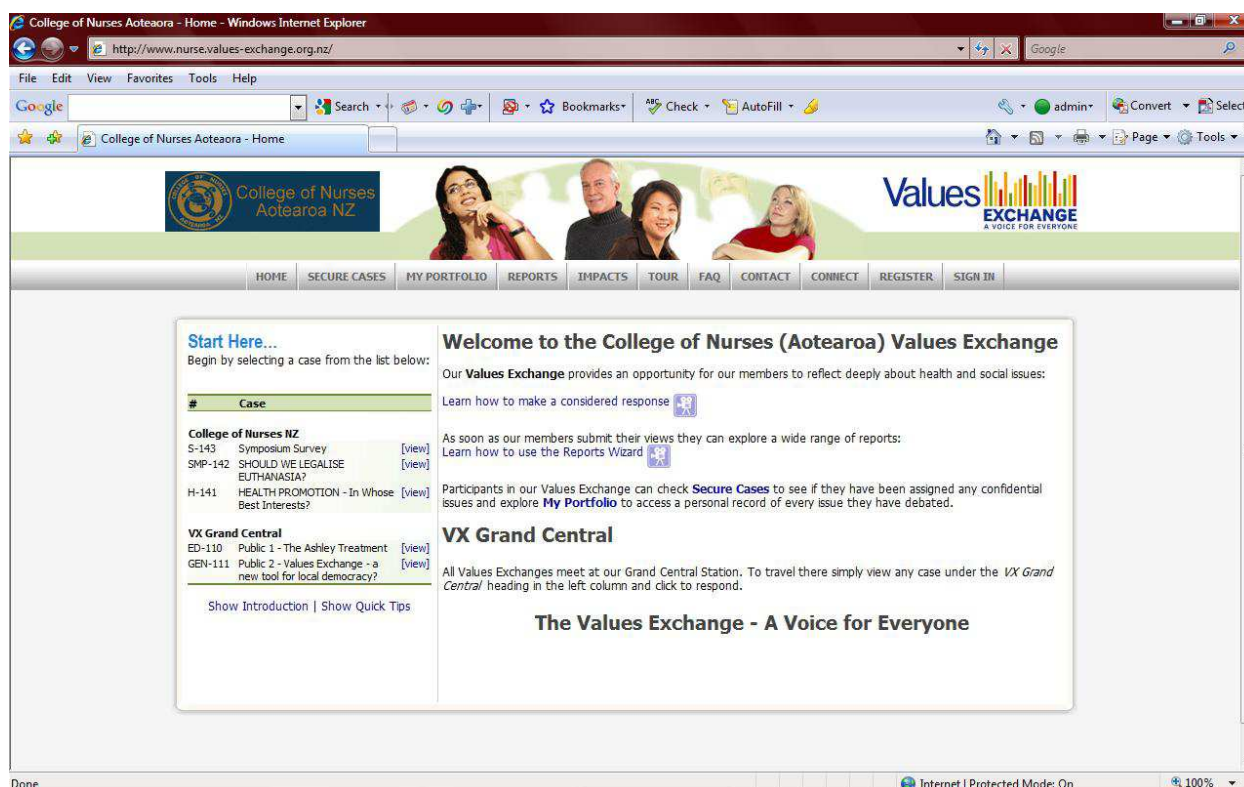 College of Nurses Aoteaora - Home - Windows Internet Explorer
http://www.nurse.values-exchange.org.nz/
Google
File Edit View Favorites Tools Help
Google Search Bookmarks ABC Check AutoFill admin Convert Select
College of Nurses Aoteaora - Home Page Tools
COLLEGE OF NURSES AOTEAROA NZ
College of Nurses
Aotearoa NZ
Values
EXCHANGE
A VOICE FOR EVERYONE
HOME SECURE CASES MY PORTFOLIO REPORTS IMPACTS TOUR FAQ CONTACT CONNECT REGISTER SIGN IN
Start Here...
Begin by selecting a case from the list below:
# Case
College of Nurses NZ
S-143 Symposium Survey [view]
SMP-142 SHOULD WE LEGALISE [view]
EUTHANASIA?
H-141 HEALTH PROMOTION - In Whose [view]
Best Interests?
VX Grand Central
ED-110 Public 1 - The Ashley Treatment [view]
GEN-111 Public 2 - Values Exchange - a [view]
new tool for local democracy?
Show Introduction | Show Quick Tips
Welcome to the College of Nurses (Aotearoa) Values Exchange
Our Values Exchange provides an opportunity for our members to reflect deeply about health and social issues:
Learn how to make a considered response
As soon as our members submit their views they can explore a wide range of reports:
Learn how to use the Reports Wizard
Participants in our Values Exchange can check Secure Cases to see if they have been assigned any confidential
issues and explore My Portfolio to access a personal record of every issue they have debated.
VX Grand Central
All Values Exchanges meet at our Grand Central Station. To travel there simply view any case under the VX Grand
Central heading in the left column and click to respond.
The Values Exchange - A Voice for Everyone
Done Internet | Protected Mode: On 100%